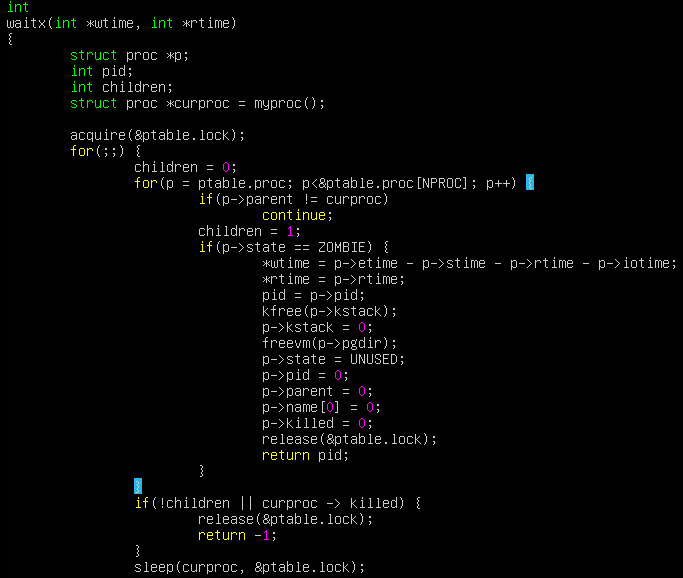 int
waitx(int *wtime, int *rtime)
{
        struct proc *p;
        int pid;
        int children;
        struct proc *curproc = myproc();

        acquire(&ptable.lock);
        for(;;) {
                children = 0;
                for(p = ptable.proc; p<&ptable.proc[NPROC]; p++) {
                        if(p->parent != curproc)
                                continue;
                        children = 1;
                        if(p->state == ZOMBIE) {
                                *wtime = p->etime - p->stime - p->rtime - p->iotime;
                                *rtime = p->rtime;
                                pid = p->pid;
                                kfree(p->kstack);
                                p->kstack = 0;
                                freevm(p->pgdir);
                                p->state = UNUSED;
                                p->pid = 0;
                                p->parent = 0;
                                p->name[0] = 0;
                                p->killed = 0;
                                release(&ptable.lock);
                                return pid;
                        }
                }
                if(!children || curproc -> killed) {
                        release(&ptable.lock);
                        return -1;
                }
                sleep(curproc, &ptable.lock);